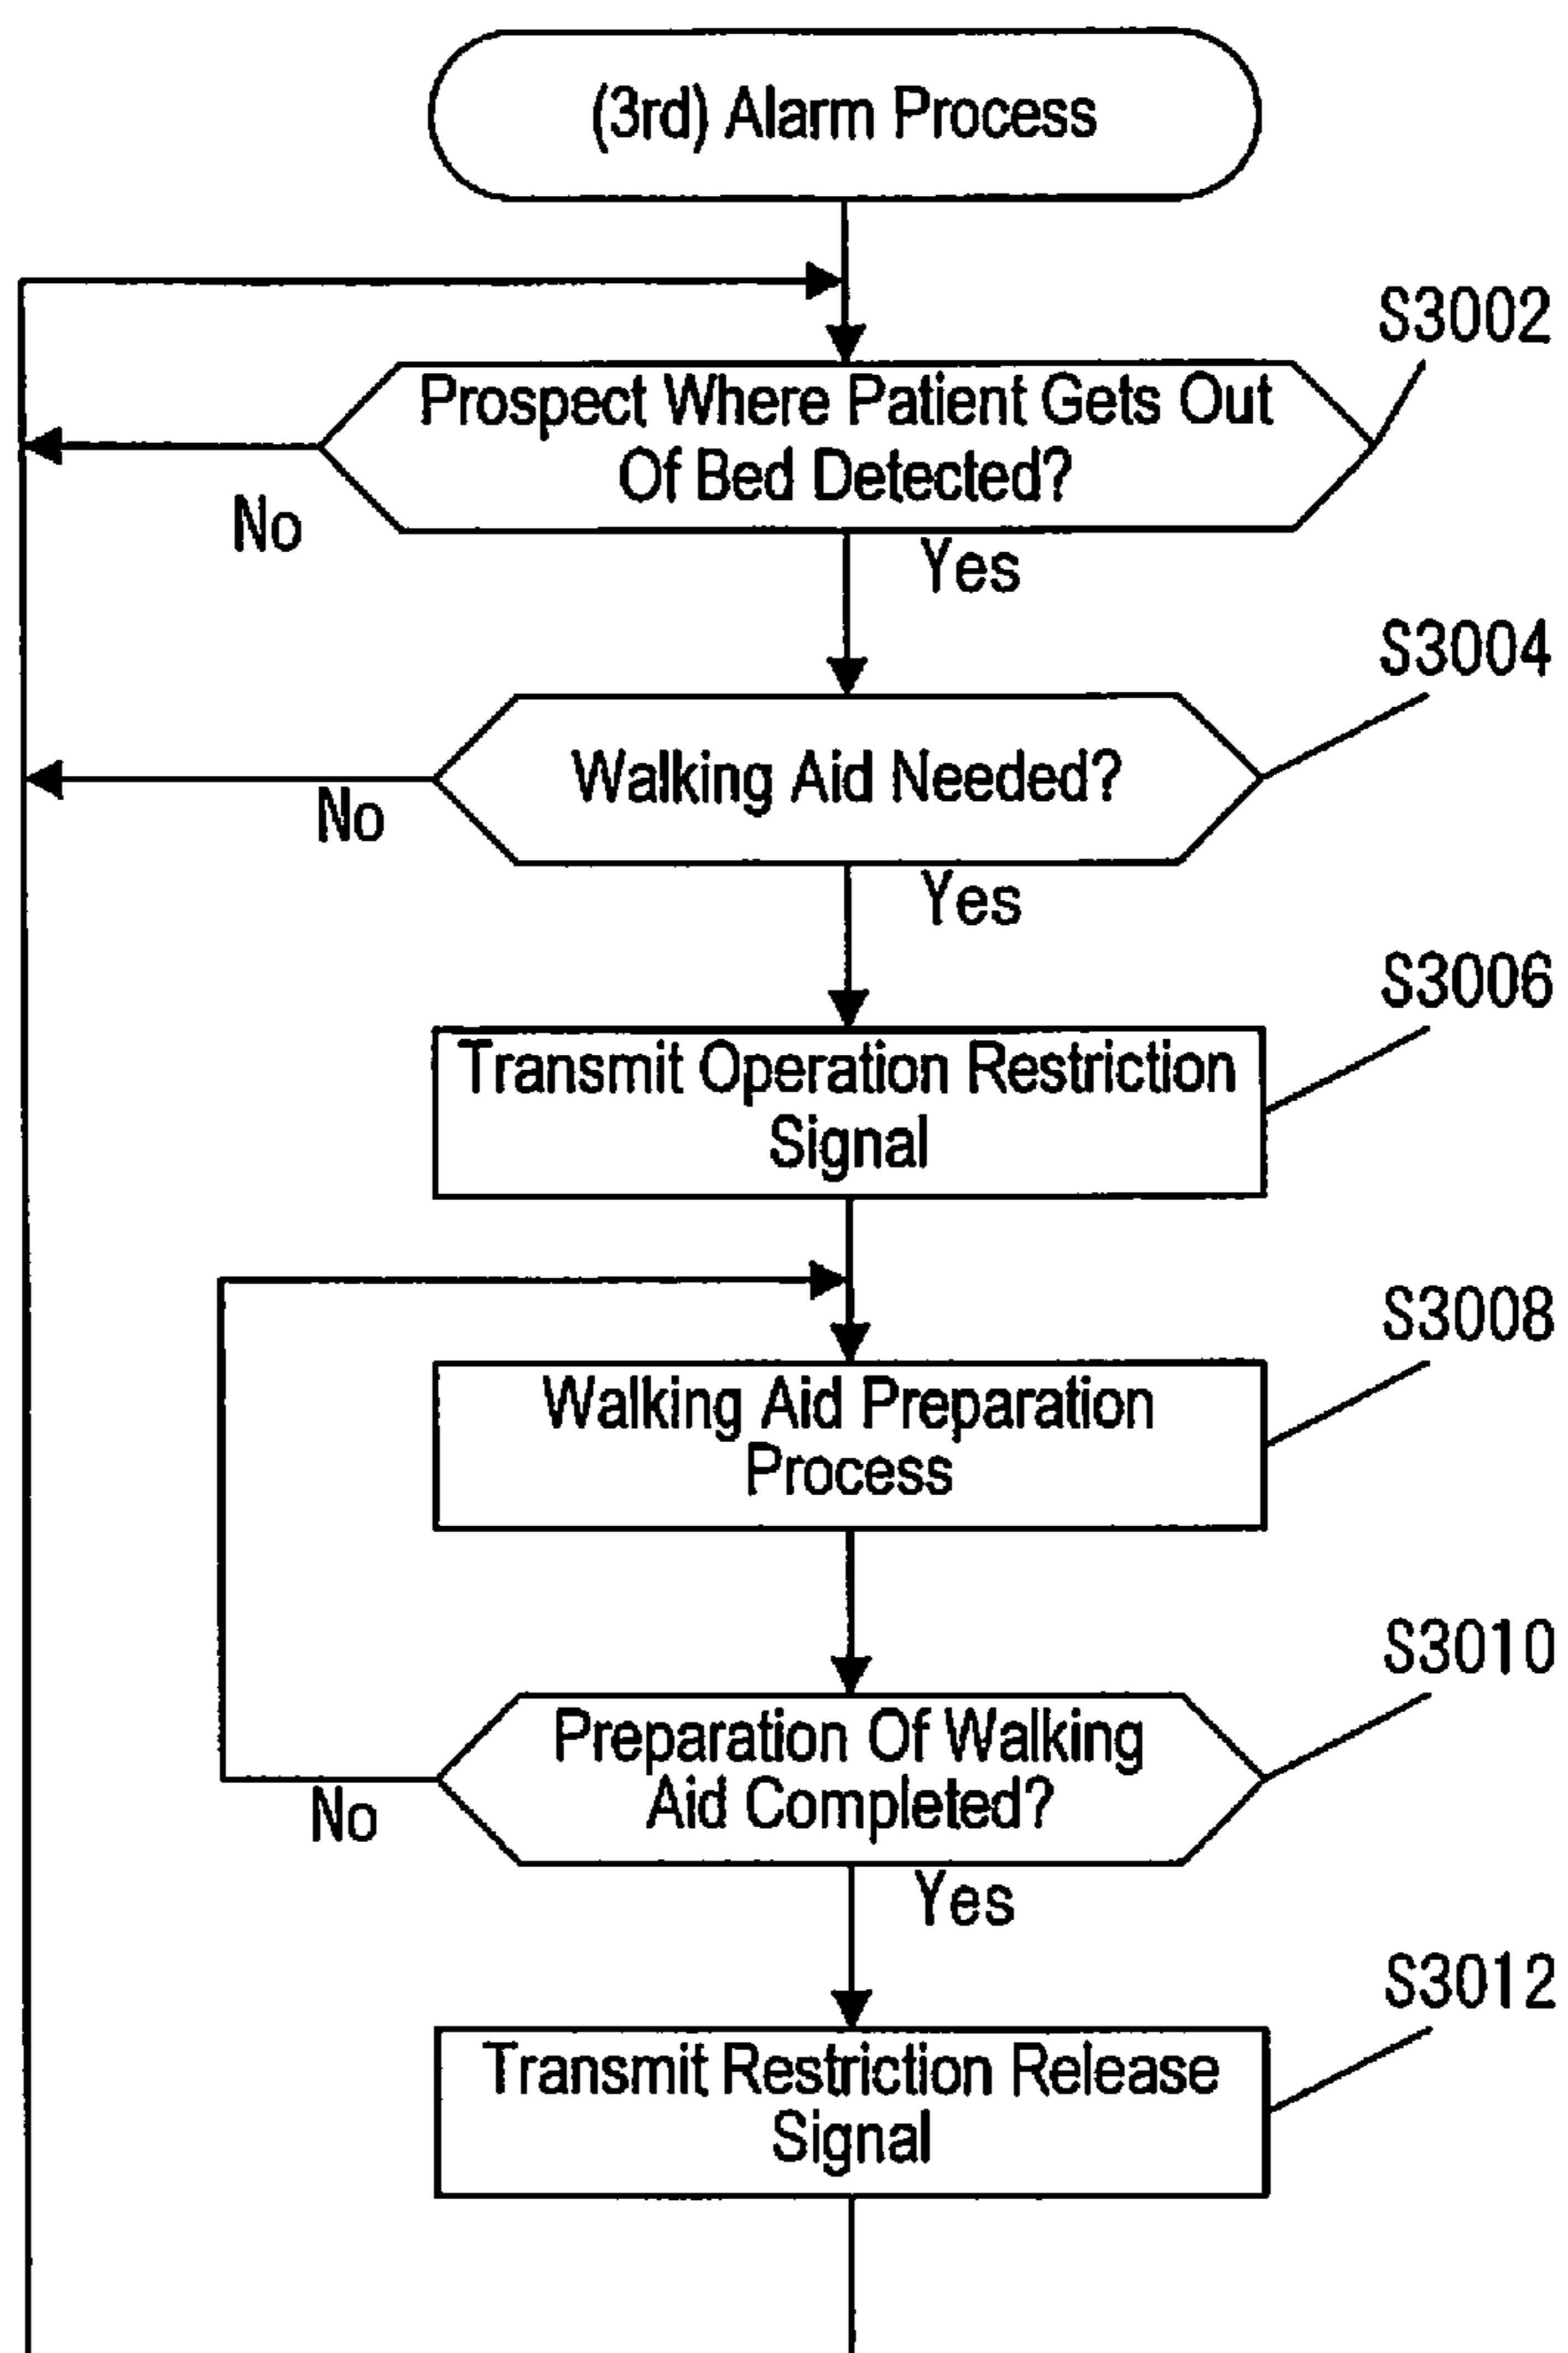 (3rd) Alarm Process
S3002
Prospect Where Patient Gets Out
Of Bed Detected?
No
Yes
S3004
Walking Aid Needed?
No
Yes
S3006
Transmit Operation Restriction
Signal
S3008
Walking Aid Preparation
Process
S3010
Preparation Of Walking
Aid Completed?
No
Yes
S3012
Transmit Restriction Release
Signal